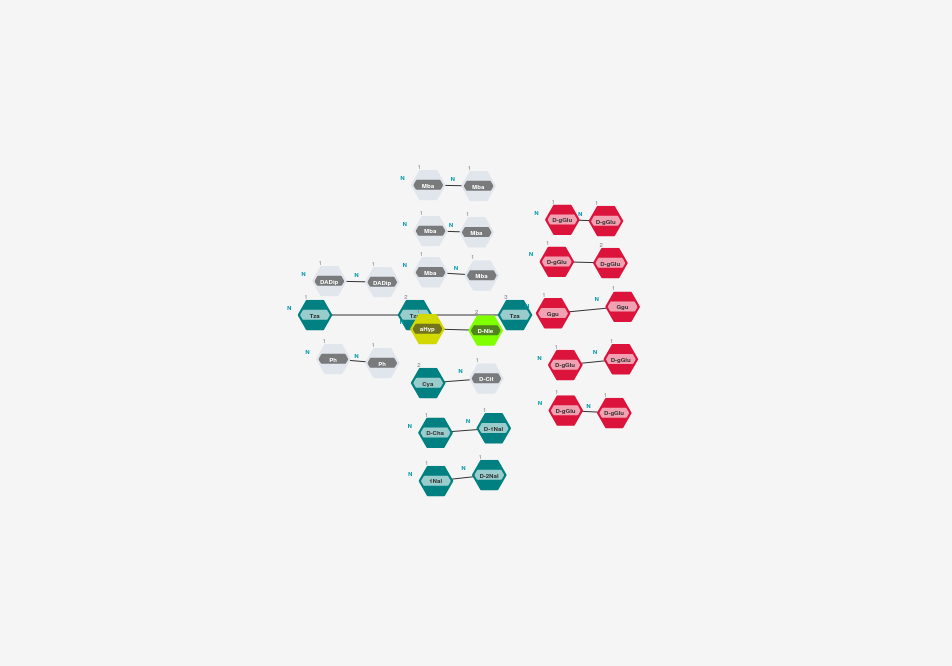 1 1
N Mba N Mba
1 1
N Mba N Mba
1 1
N Mba N Mba
1 1
N DADip N DADip
1 2 3
N Tza Tza
aHyp D-Nle
2
1 1
N Ph N Ph
2 1
Cya N D-Cit
1 1
N D-Cha N D-1Nal
1 1
N 1Nal N D-2Nal
1 1
N D-gGlu N D-gGlu
1 2
N D-gGlu D-gGlu
1 1
Ggu N Ggu
1 1
N D-gGlu N D-gGlu
1 1
N D-gGlu N D-gGlu